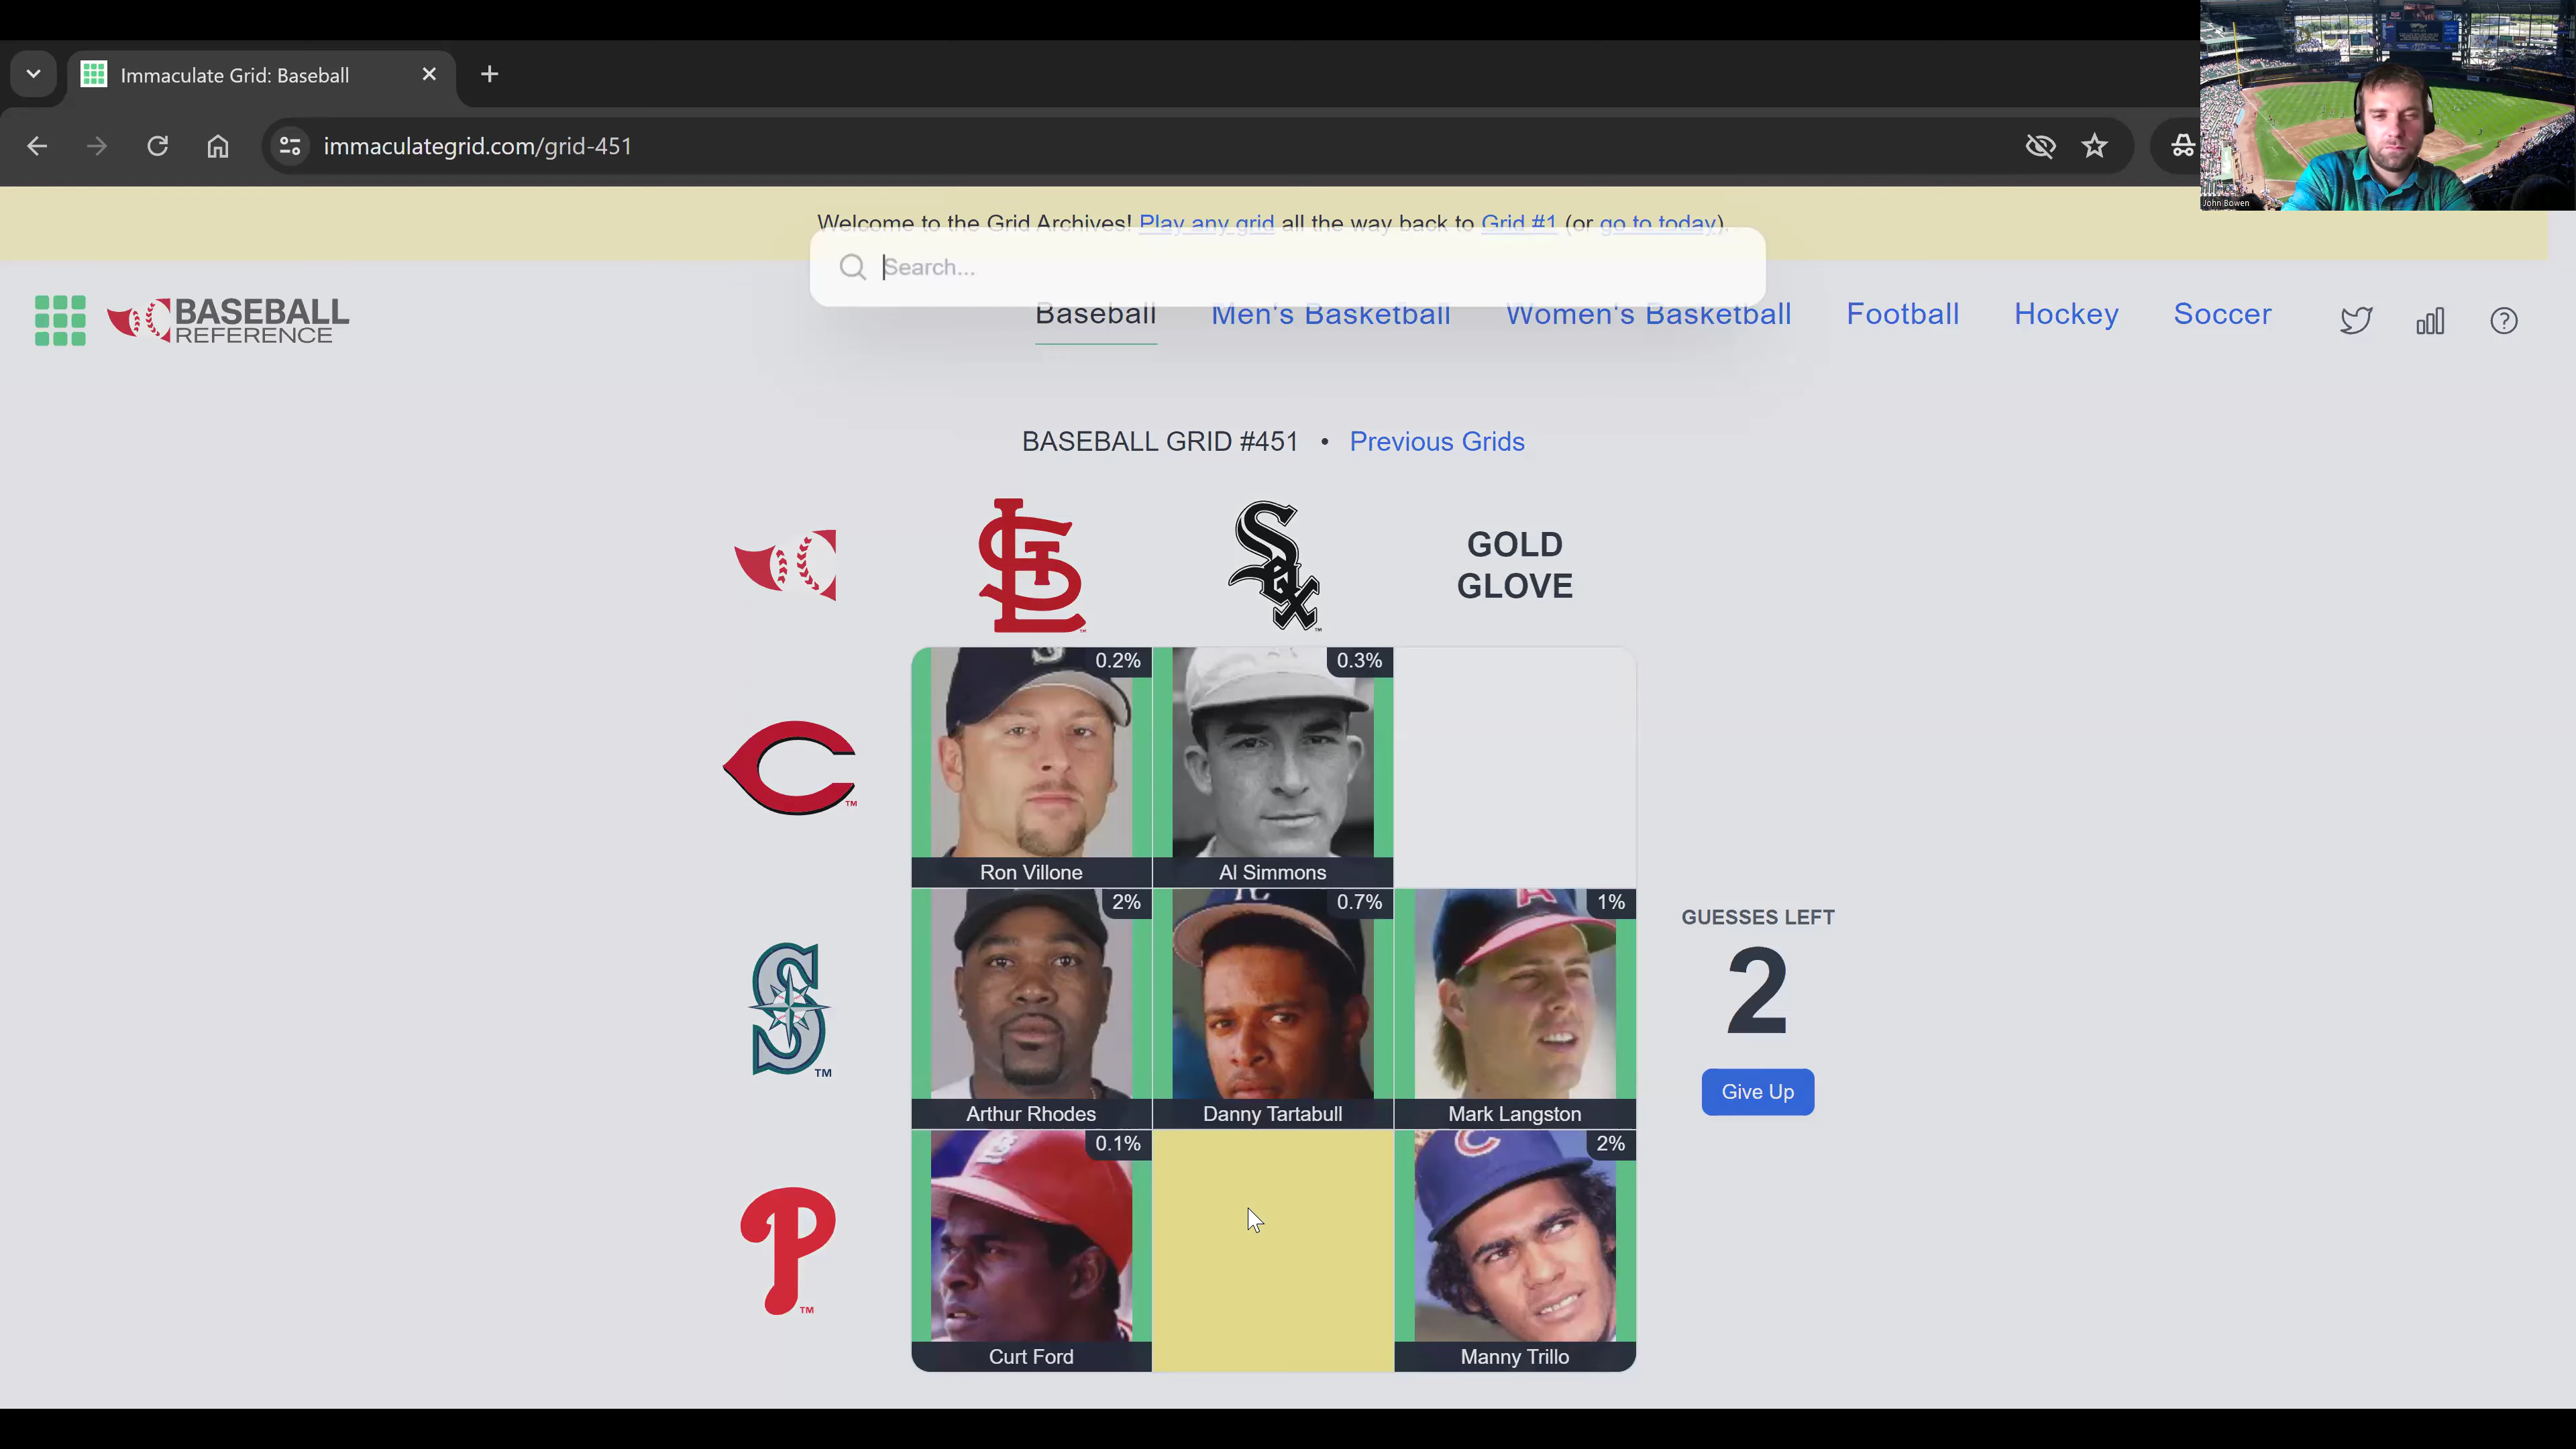 Immaculate Grid: Baseball
immaculategrid.com/grid-451
John Bowen
Welcome to the Grid Archives! Play any grid all the way back to Grid #1 (or go to today).
Search...
BASEBALL
REFERENCE
Baseball
Men's Basketball
Women's Basketball
Football
Hockey
Soccer
BASEBALL GRID #451 • Previous Grids
GOLD
GLOVE
0.2%
0.3%
Ron Villone
Al Simmons
2%
0.7%
1%
Arthur Rhodes
Danny Tartabull
Mark Langston
GUESSES LEFT
2
Give Up
0.1%
2%
Curt Ford
Manny Trillo